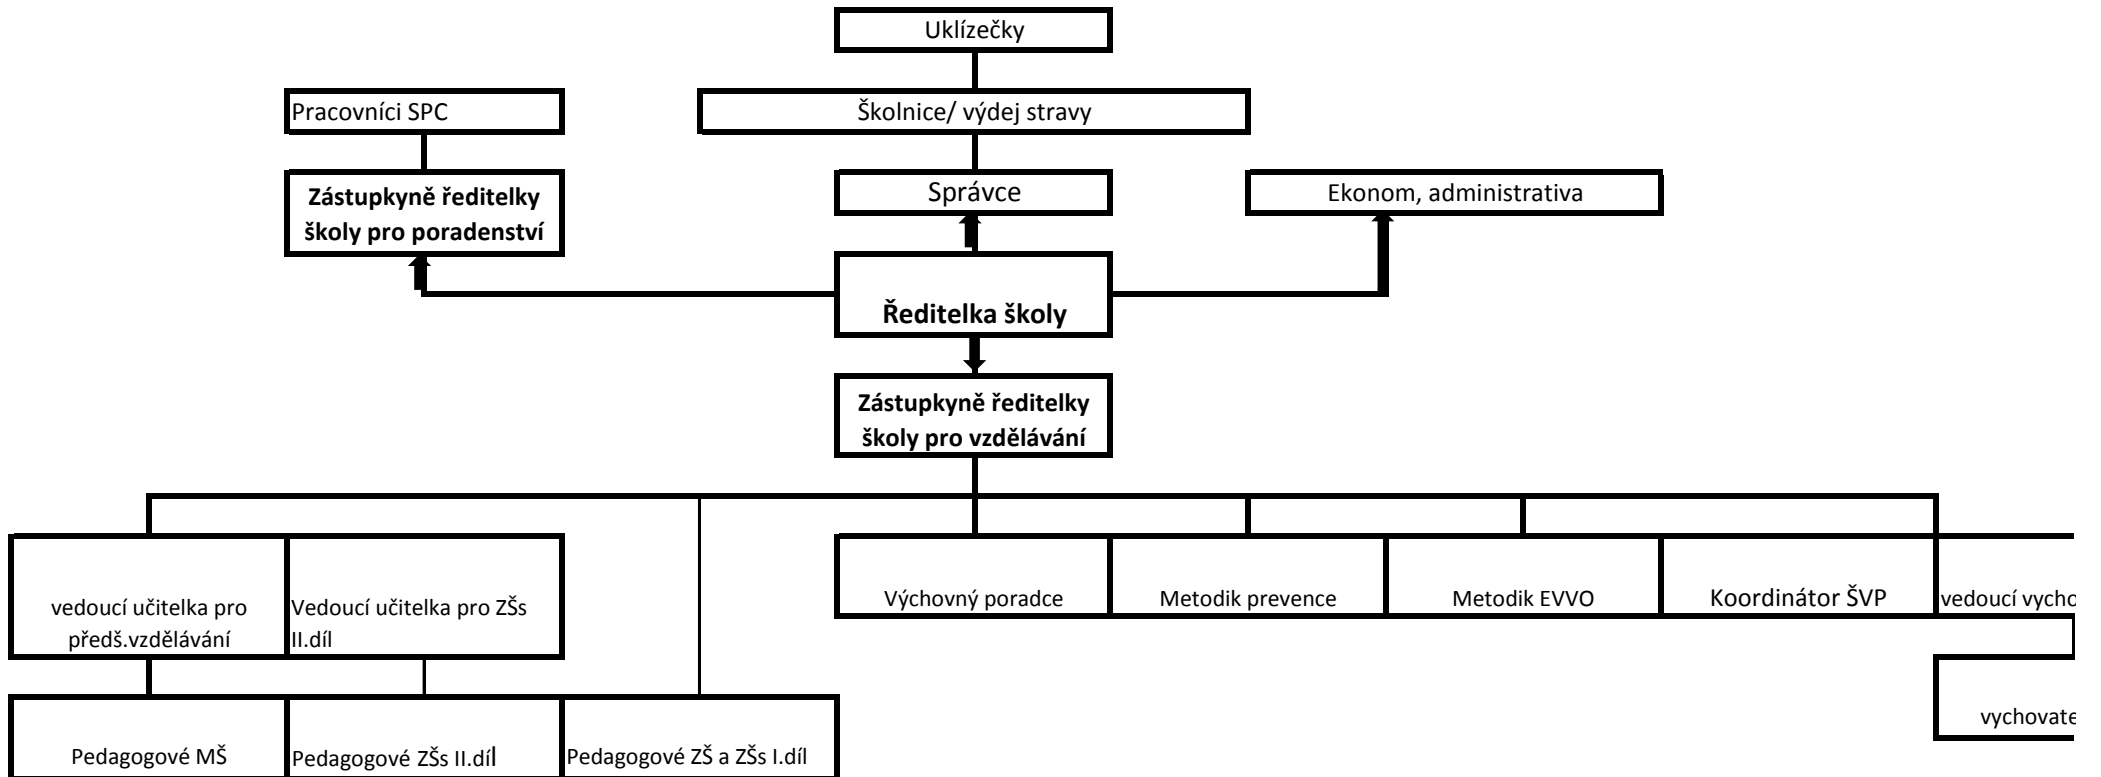 Uklízečky
Pracovníci SPC
Školnice/ výdej stravy
Zástupkyně ředitelky
školy pro poradenství
Správce
Ekonom, administrativa
Ředitelka školy
Zástupkyně ředitelky
školy pro vzdělávání
vedoucí učitelka pro
předš.vzdělávání
Vedoucí učitelka pro ZŠs
II.díl
Výchovný poradce
Metodik prevence
Metodik EVVO
Koordinátor ŠVP
vedoucí
Pedagogové MŠ
Pedagogové ZŠs II.díl
Pedagogové ZŠ a ZŠs I.díl